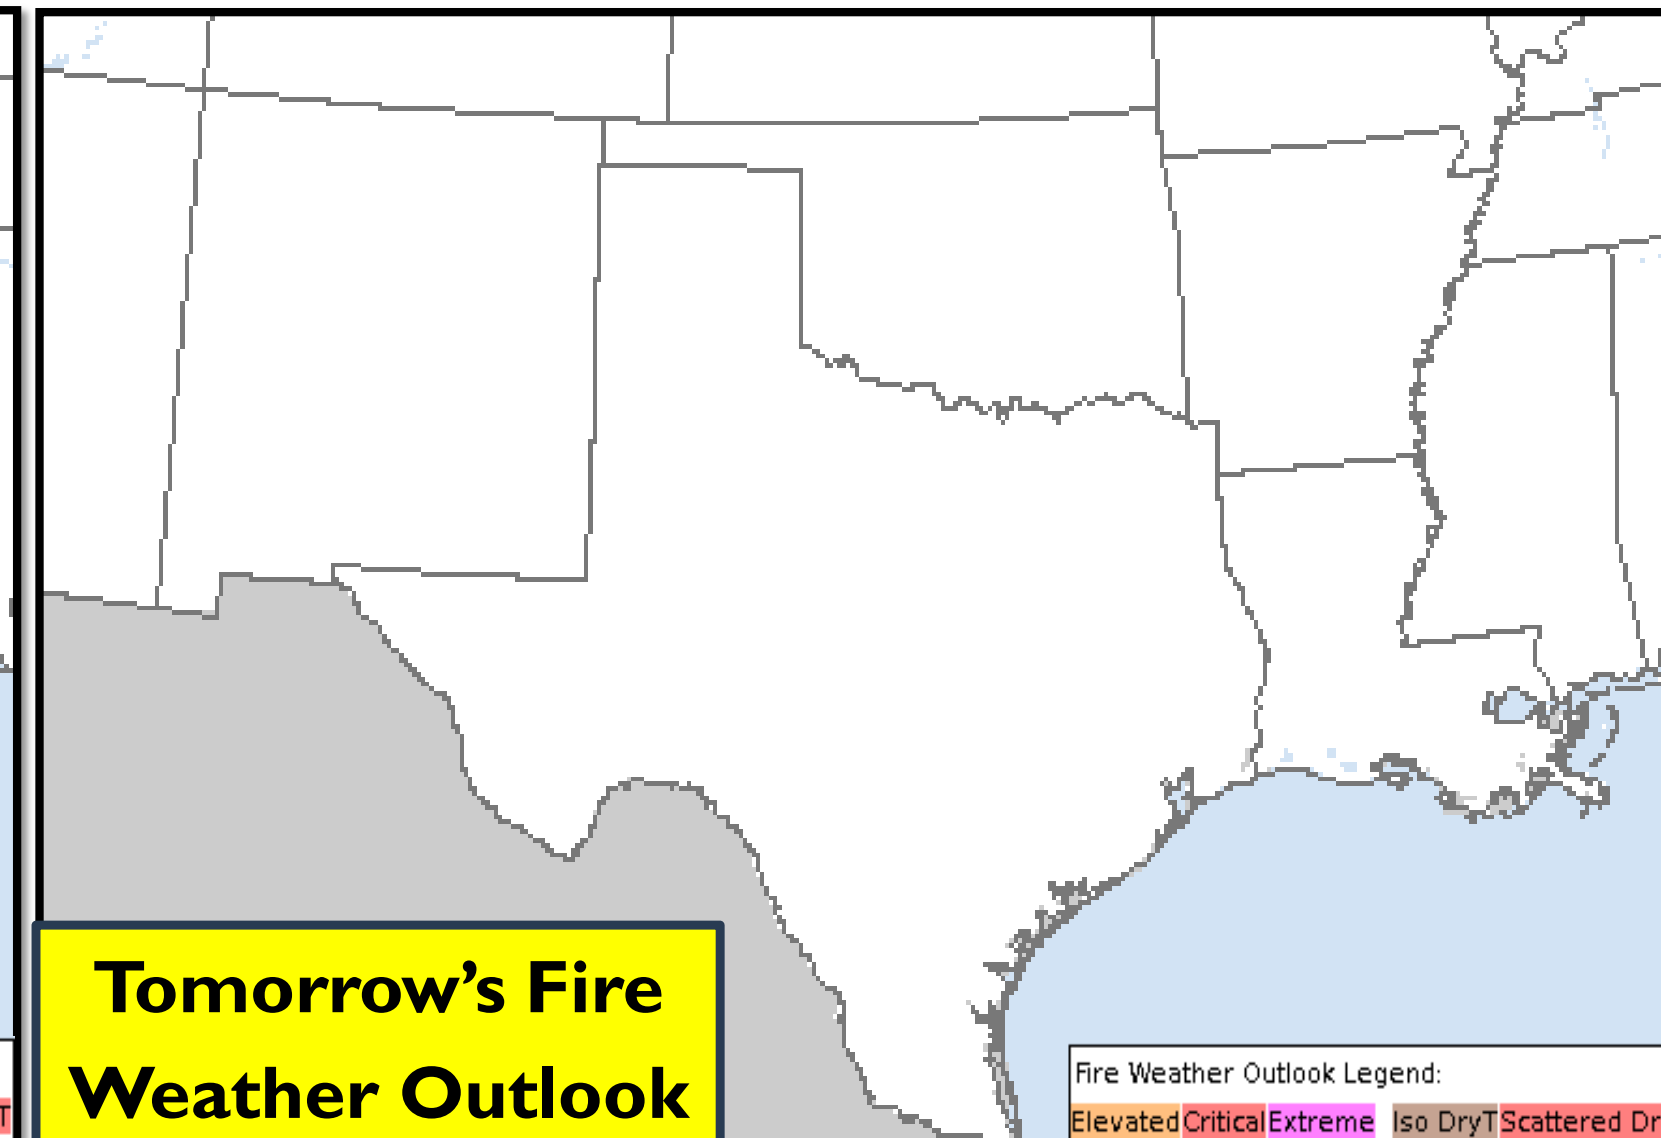 Tomorrow’s Fire
Weather Outlook
Fire Weather Outlook Legend:
Elevated Critical Extreme Iso DryT Scattered Dr
T